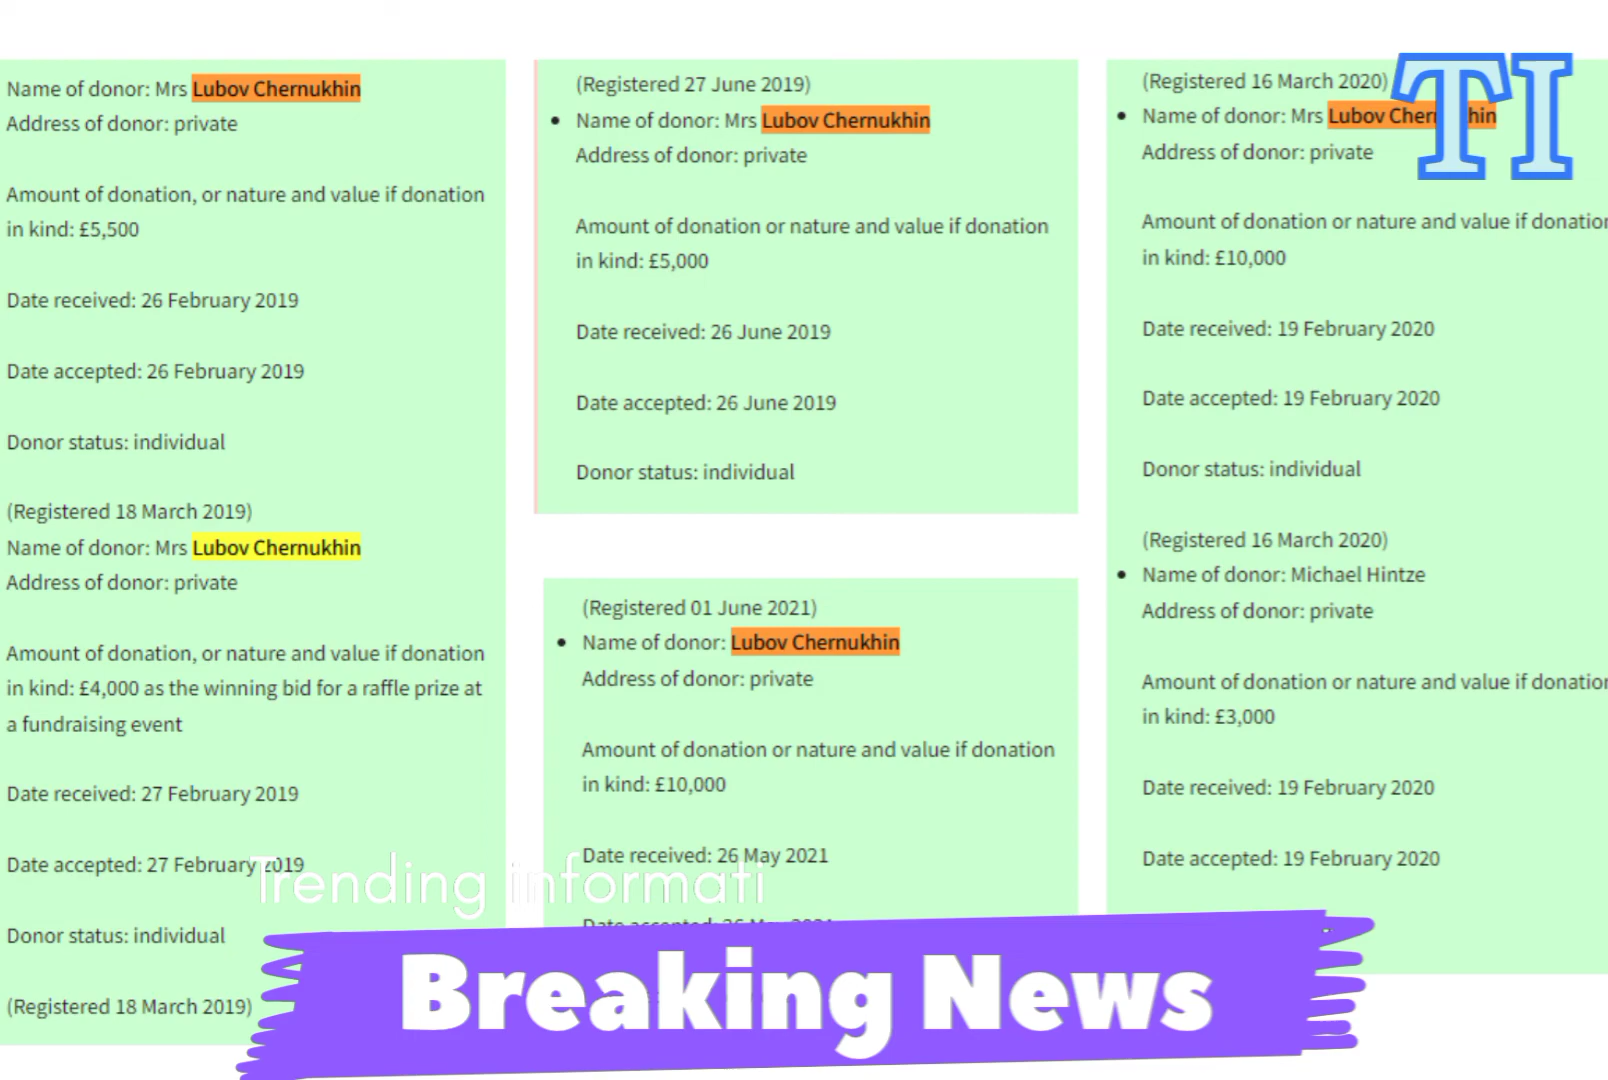 Name of donor: Mrs Lubov Chernukhin
Address of donor: private
Amount of donation, or nature and value if donation
in kind: £5,500
Date received: 26 February 2019
Date accepted: 26 February 2019
Donor status: individual
(Registered 18 March 2019)
Name of donor: Mrs Lubov Chernukhin
Address of donor: private
Amount of donation, or nature and value if donation
in kind: £4,000 as the winning bid for a raffle prize at
a fundraising event
Date received: 27 February 2019
Date accepted: 27 February 2019
Donor status: individual
(Registered 18 March 2019)
(Registered 27 June 2019)
• Name of donor: Mrs Lubov Chernukhin
Address of donor: private
Amount of donation or nature and value if donation
in kind: £5,000
Date received: 26 June 2019
Date accepted: 26 June 2019
Donor status: individual
(Registered 01 June 2021)
• Name of donor: Lubov Chernukhin
Address of donor: private
Amount of donation or nature and value if donation
in kind: £10,000
Date received: 26 May 2021
Date accepted: 26 May 2021
(Registered 16 March 2020)
• Name of donor: Mrs Lubov Chernukhin
Address of donor: private
Amount of donation or nature and value if donation
in kind: £10,000
Date received: 19 February 2020
Date accepted: 19 February 2020
Donor status: individual
(Registered 16 March 2020)
• Name of donor: Michael Hintze
Address of donor: private
Amount of donation or nature and value if donation
in kind: £3,000
Date received: 19 February 2020
Date accepted: 19 February 2020
TI
Trending informati
Breaking News